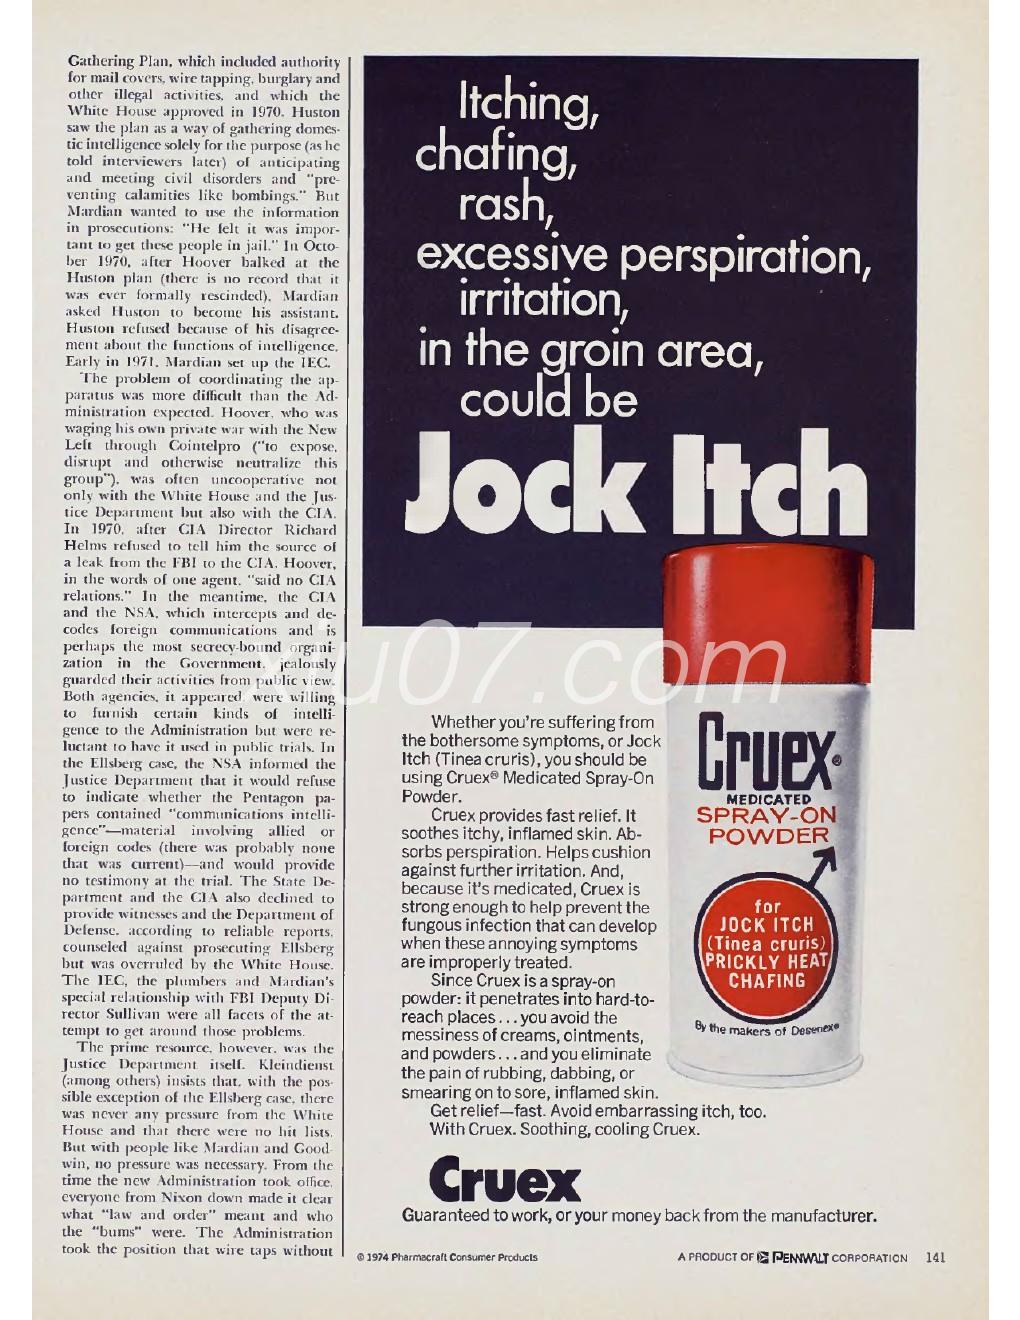 Gathering Plan, which included authority
for mail covers, wire tapping, burglary and
other illegal activities, and which the
White House approved in 1970. Huston
saw the plan as a way of gathering domes-
tic intelligence solely for the purpose (as he
told interviewers later) of anticipating
and meeting civil disorders and "pre-
venting calamities like bombings." But
Mardian wanted to use the information
in prosecutions: "He felt it was impor-
tant to get these people in jail." In Octo-
ber 1970, after Hoover balked at the
Huston plan (there is no record that it
was ever formally rescinded), Mardian
asked Huston to become his assistant.
Huston refused because of his disagree-
ment about the functions of intelligence.
Early in 1971, Mardian set up the IEC.
The problem of coordinating the ap-
paratus was more difficult than the Ad-
ministration expected. Hoover, who was
waging his own private war with the New
Left through Cointelpro ("to expose,
disrupt and otherwise neutralize this
group"), was often uncooperative not
only with the White House and the Jus-
tice Department but also with the CIA.
In 1970, after CIA Director Richard
Helms refused to tell him the source of
a leak from the FBI to the CIA, Hoover,
in the words of one agent, "said no CIA
relations." In the meantime, the CIA
and the NSA, which intercepts and de-
codes foreign communications and is
perhaps the most secrecy-bound organi-
zation in the Government, jealously
guarded their activities from public view.
Both agencies, it appeared, were willing
to furnish certain kinds of intelli-
gence to the Administration but were re-
luctant to have it used in public trials. In
the Ellsberg case, the NSA informed the
Justice Department that it would refuse
to indicate whether the Pentagon pa-
pers contained "communications intelli-
gence"—material involving allied or
foreign codes (there was probably none
that was current)—and would provide
no testimony at the trial. The State De-
partment and the CIA also declined to
provide witnesses and the Department of
Defense, according to reliable reports,
counseled against prosecuting Ellsberg
but was overruled by the White House.
The IEC, the plumbers and Mardian's
special relationship with FBI Deputy Di-
rector Sullivan were all facets of the at-
tempt to get around those problems.
The prime resource, however, was the
Justice Department itself. Kleindienst
(among others) insists that, with the pos-
sible exception of the Ellsberg case, there
was never any pressure from the White
House and that there were no hit lists.
But with people like Mardian and Good-
win, no pressure was necessary. From the
time the new Administration took office,
everyone from Nixon down made it clear
what "law and order" meant and who
the "bums" were. The Administration
took the position that wire taps without
Itching,
chafing,
rash,
excessive perspiration,
irritation,
in the groin area,
could be
Jock Itch
xiu07.com
Whether you're suffering from
the bothersome symptoms, or Jock
Itch (Tinea cruris), you should be
using Cruex® Medicated Spray-On
Powder.
Cruex provides fast relief. It
soothes itchy, inflamed skin. Ab-
sorbs perspiration. Helps cushion
against further irritation. And,
because it's medicated, Cruex is
strong enough to help prevent the
fungous infection that can develop
when these annoying symptoms
are improperly treated.
Since Cruex is a spray-on
powder: it penetrates into hard-to-
reach places...you avoid the
messiness of creams, ointments,
and powders...and you eliminate
the pain of rubbing, dabbing, or
smearing on to sore, inflamed skin.
Get relief—fast. Avoid embarrassing itch, too.
With Cruex. Soothing, cooling Cruex.
Cruex®
MEDICATED
SPRAY-ON
POWDER
for
JOCK ITCH
(Tinea cruris)
PRICKLY HEAT
CHAFING
By the makers of Desenex®
Cruex
Guaranteed to work, or your money back from the manufacturer.
© 1974 Pharmacraft Consumer Products
A PRODUCT OF PENNWALT CORPORATION 141